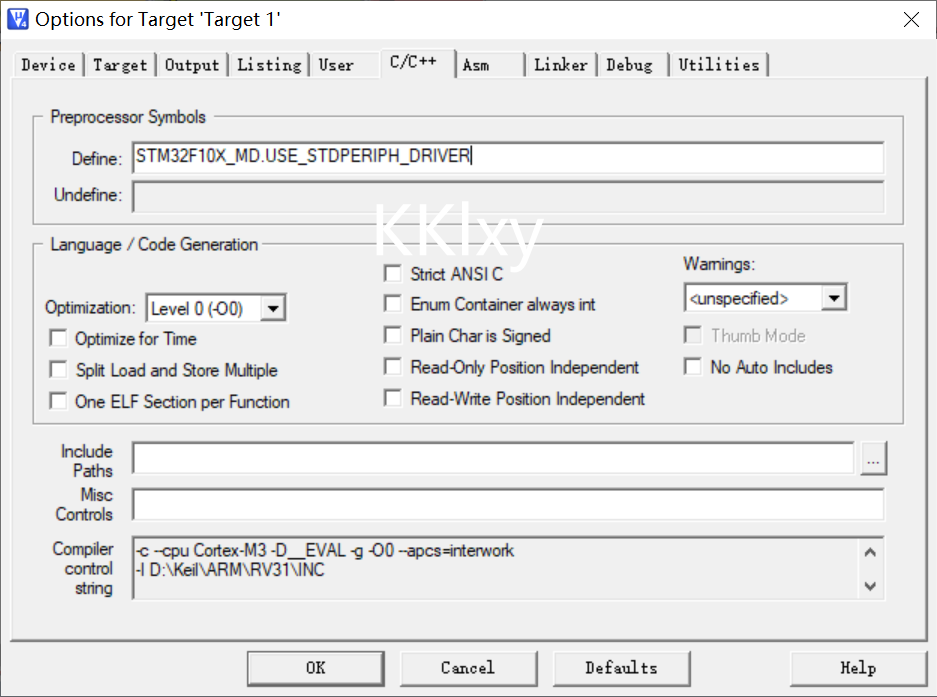 Options for Target 'Target 1'
Device Target Output Listing User C/C++ Asm Linker Debug Utilities
Preprocessor Symbols
Define: STM32F10X_MD.USE_STDPERIPH_DRIVER
Undefine:
KKlxy
Language / Code Generation
Optimization: Level 0 (-O0)
Optimize for Time
Split Load and Store Multiple
One ELF Section per Function
Strict ANSI C
Enum Container always int
Plain Char is Signed
Read-Only Position Independent
Read-Write Position Independent
Warnings:
<unspecified>
Thumb Mode
No Auto Includes
Include
Paths
...
Misc
Controls
Compiler
control
string
-c --cpu Cortex-M3 -D__EVAL -g -O0 --apcs=interwork
-I D:\Keil\ARM\RV31\INC
OK Cancel Defaults Help